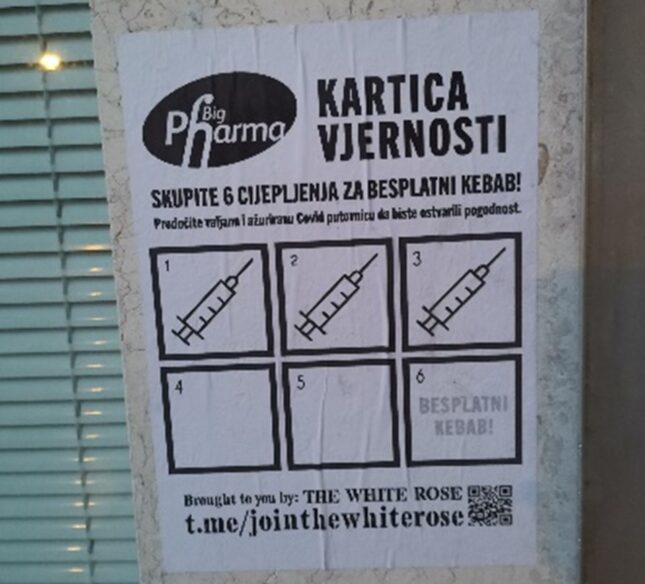 Big
Pfharma
KARTICA
VJERNOSTI
SKUPITE 6 CIJEPLJENJA ZA BESPLATNI KEBAB!
Predočite valjanu i ažuriranu Covid putovnicu da biste ostvarili pogodnost.
1
2
3
4
5
6
BESPLATNI
KEBAB!
Brought to you by: THE WHITE ROSE
t.me/jointhewhiterose